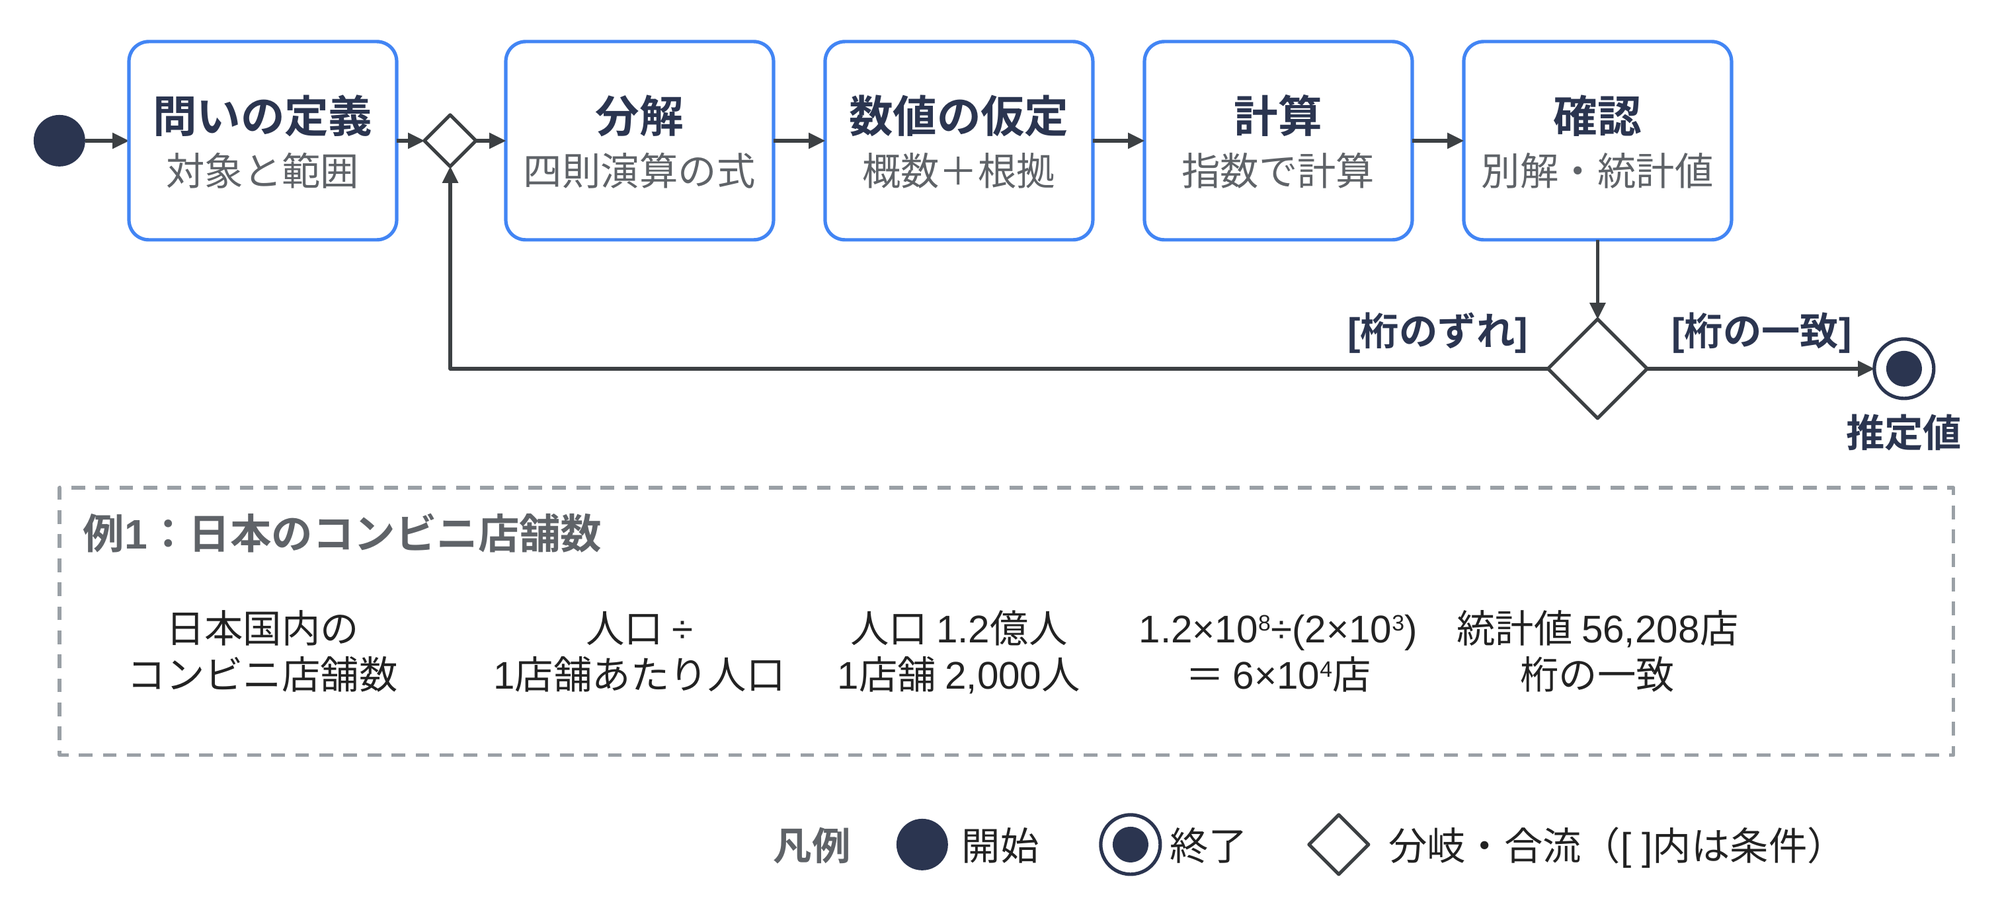 問いの定義
対象と範囲
分解
四則演算の式
数値の仮定
概数＋根拠
計算
指数で計算
確認
別解・統計値
[桁のずれ]
[桁の一致]
推定値
例1：日本のコンビニ店舗数
日本国内の
コンビニ店舗数
人口 ÷
1店舗あたり人口
人口 1.2億人
1店舗 2,000人
1.2×10⁸÷(2×10³)
＝ 6×10⁴店
統計値 56,208店
桁の一致
凡例
開始
終了
分岐・合流（[ ]内は条件）